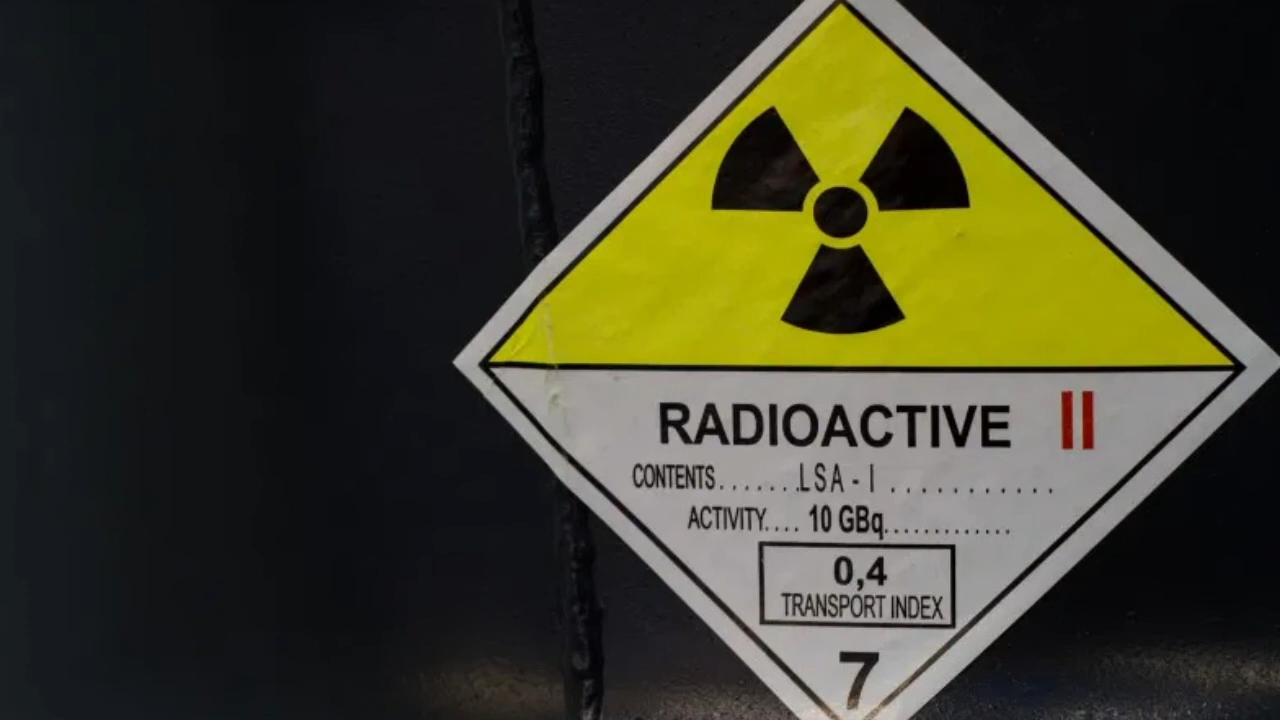 RADIOACTIVE II
CONTENTS.......LSA - I ............
ACTIVITY.... 10 GBq.............
0,4
TRANSPORT INDEX
7